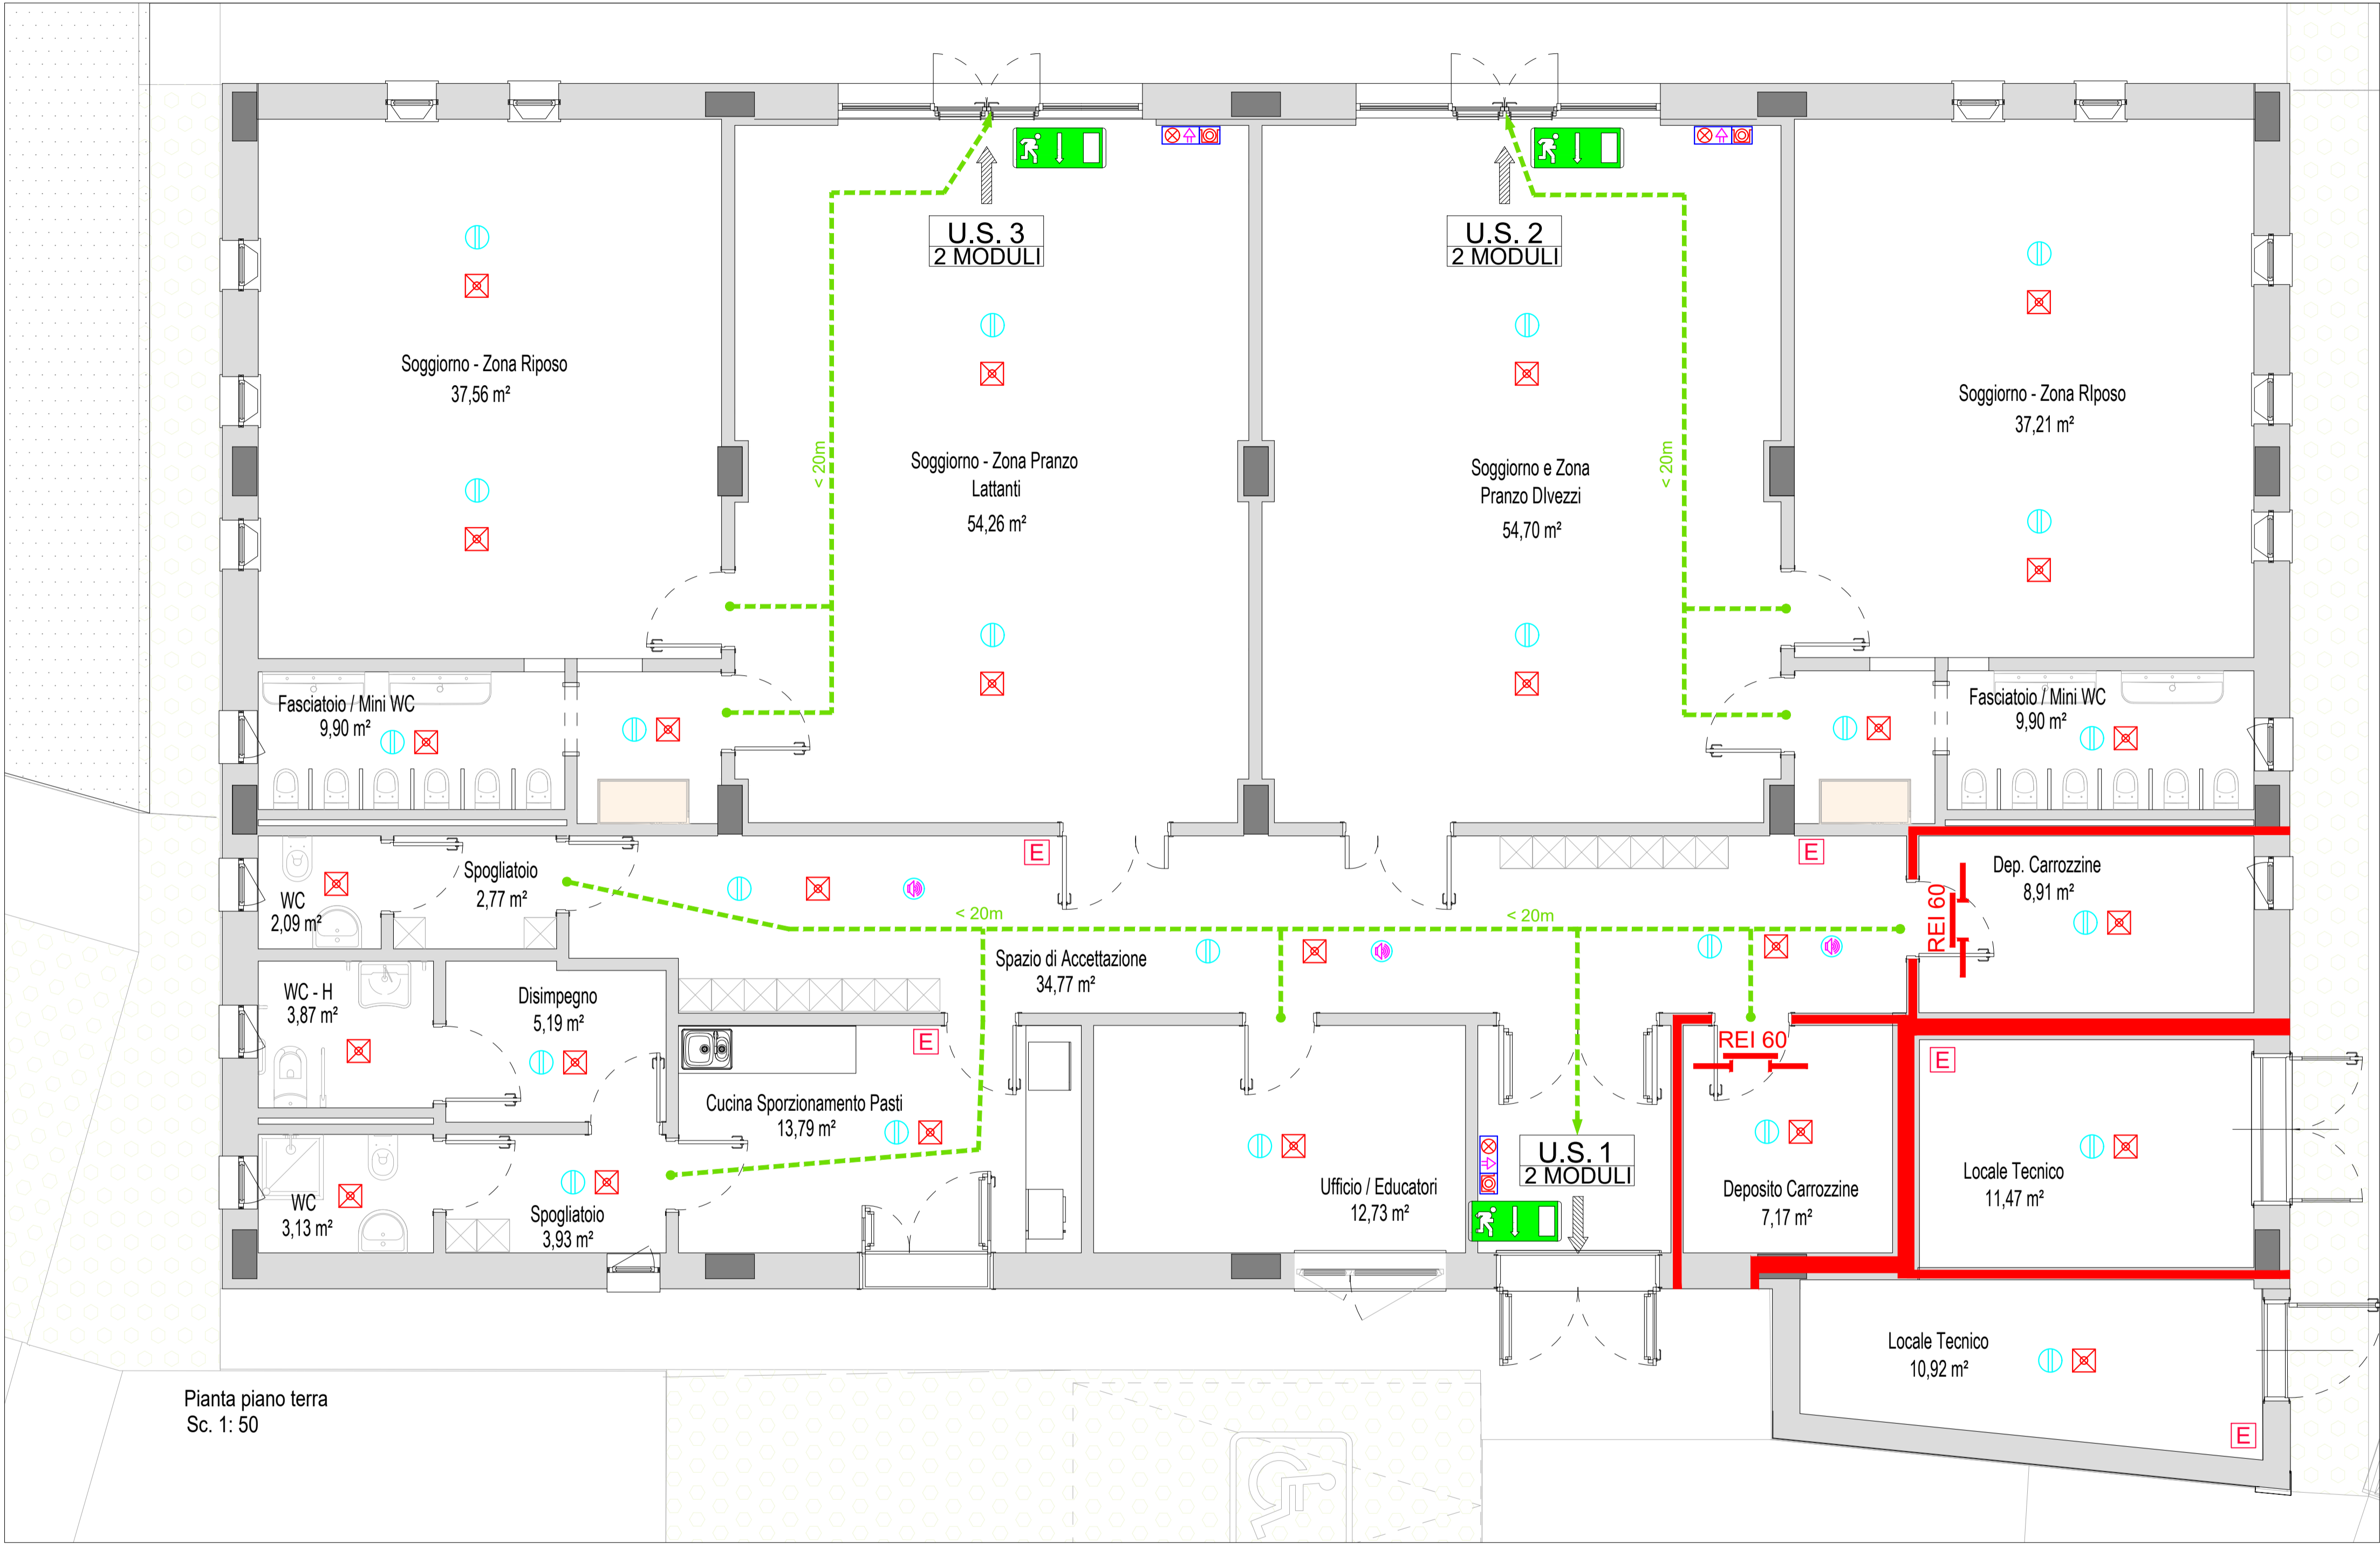 U.S. 3
2 MODULI
U.S. 2
2 MODULI
Soggiorno - Zona Riposo
37,56 m²
Soggiorno - Zona RIposo
37,21 m²
< 20m
Soggiorno - Zona Pranzo
Lattanti
54,26 m²
Soggiorno e Zona
Pranzo DIvezzi
54,70 m²
< 20m
Fasciatoio / Mini WC
9,90 m²
Fasciatoio / Mini WC
9,90 m²
E
E
WC
2,09 m²
Spogliatoio
2,77 m²
< 20m
< 20m
REI 60
Dep. Carrozzine
8,91 m²
Spazio di Accettazione
34,77 m²
WC - H
3,87 m²
Disimpegno
5,19 m²
E
REI 60
E
Cucina Sporzionamento Pasti
13,79 m²
U.S. 1
2 MODULI
Ufficio / Educatori
12,73 m²
Deposito Carrozzine
7,17 m²
Locale Tecnico
11,47 m²
WC
3,13 m²
Spogliatoio
3,93 m²
Locale Tecnico
10,92 m²
E
Pianta piano terra
Sc. 1: 50